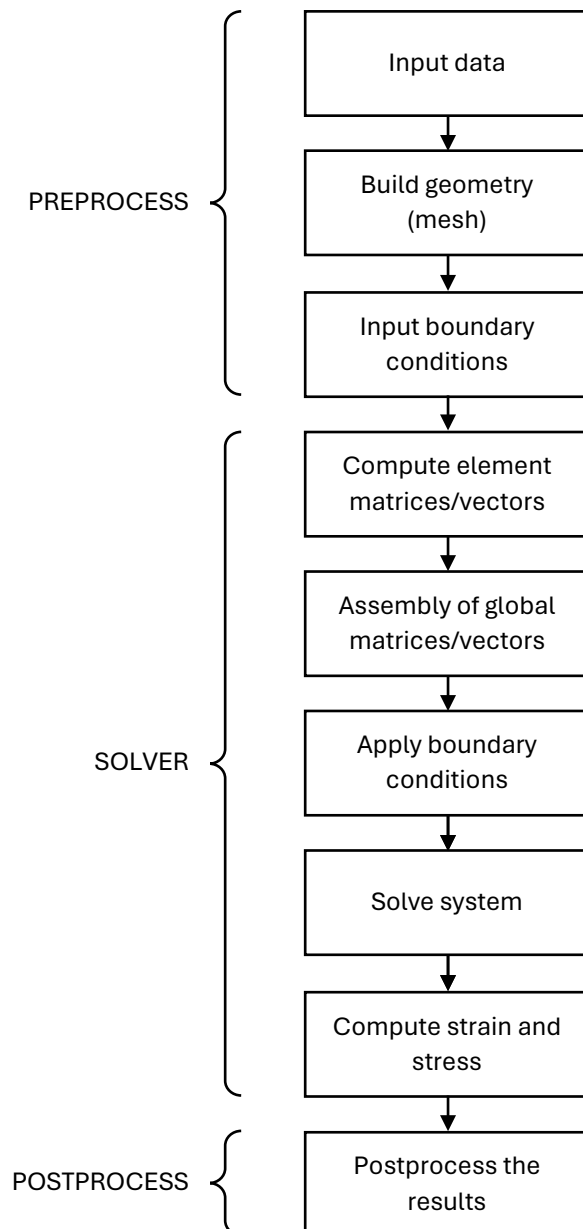 Input data
PREPROCESS
Build geometry
(mesh)
Input boundary
conditions
Compute element
matrices/vectors
Assembly of global
matrices/vectors
SOLVER
Apply boundary
conditions
Solve system
Compute strain and
stress
POSTPROCESS
Postprocess the
results